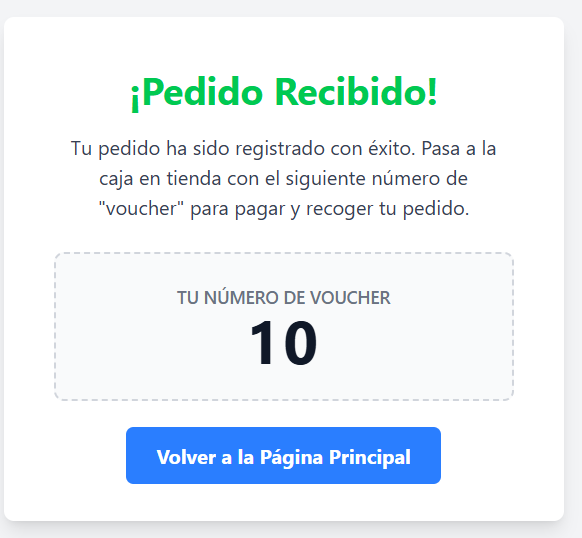 ¡Pedido Recibido!
Tu pedido ha sido registrado con éxito. Pasa a la
caja en tienda con el siguiente número de
"voucher" para pagar y recoger tu pedido.
TU NÚMERO DE VOUCHER
10
Volver a la Página Principal